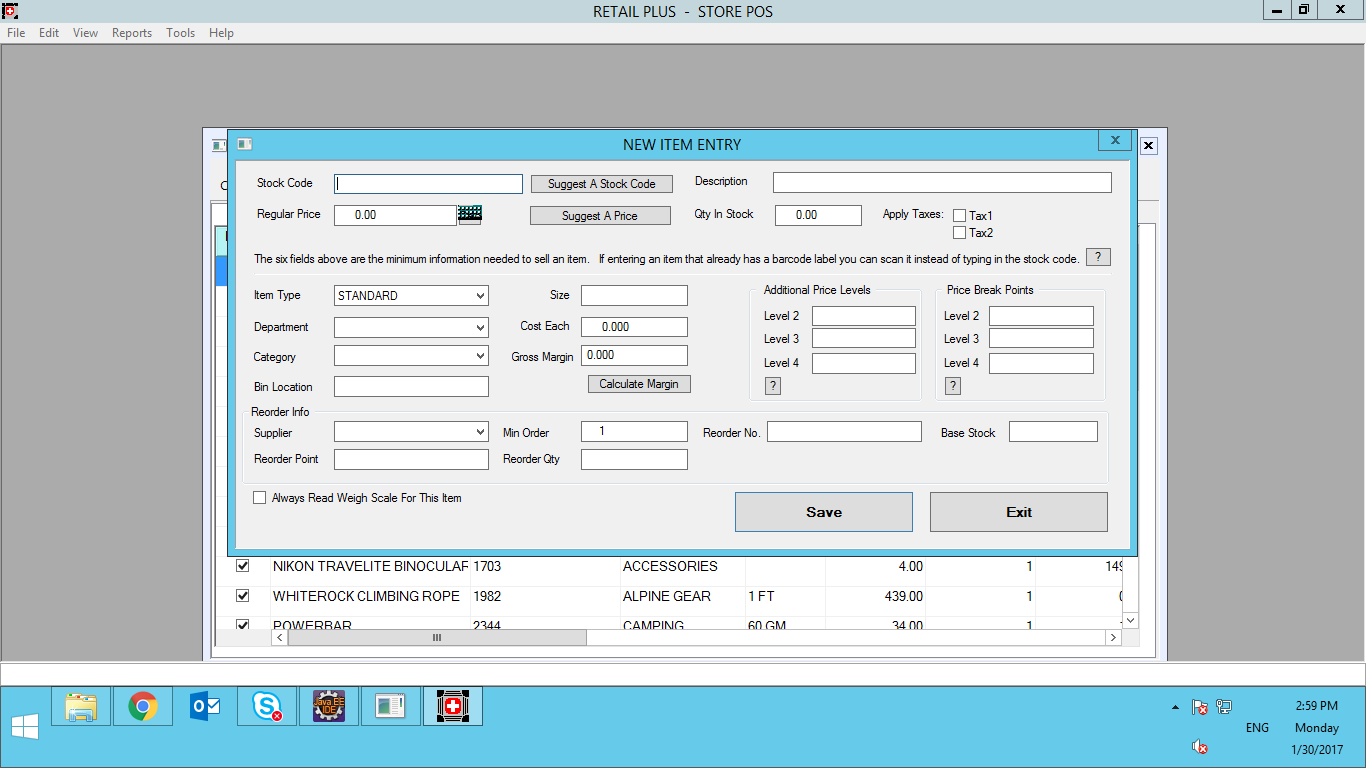 RETAIL PLUS - STORE POS
File Edit View Reports Tools Help
NEW ITEM ENTRY
Stock Code Suggest A Stock Code Description
Regular Price 0.00 Suggest A Price Qty In Stock 0.00 Apply Taxes: Tax1
Tax2
The six fields above are the minimum information needed to sell an item. If entering an item that already has a barcode label you can scan it instead of typing in the stock code. ?
Item Type STANDARD Size Additional Price Levels Price Break Points
Level 2 Level 2
Department Cost Each 0.000
Level 3 Level 3
Category Gross Margin 0.000
Level 4 Level 4
Bin Location Calculate Margin ? ?
Reorder Info
Supplier Min Order 1 Reorder No. Base Stock
Reorder Point Reorder Qty
Always Read Weigh Scale For This Item
Save Exit
NIKON TRAVELITE BINOCULAR 1703 ACCESSORIES 4.00 1 149
WHITEROCK CLIMBING ROPE 1982 ALPINE GEAR 1 FT 439.00 1
POWERBAR 2344 CAMPING 60 GM 34.00 1
Java EE
IDE
2:59 PM
ENG Monday
1/30/2017